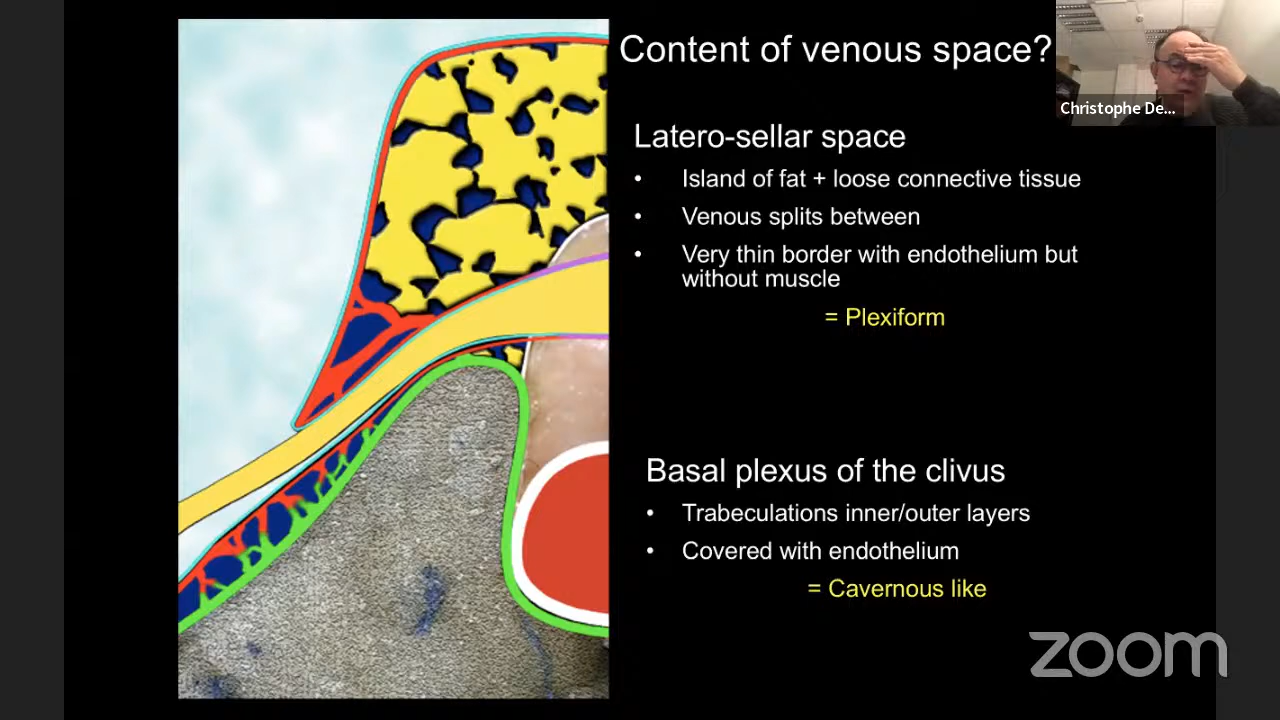 Content of venous space?
Christophe De...
Latero-sellar space
• Island of fat + loose connective tissue
• Venous splits between
• Very thin border with endothelium but
without muscle
= Plexiform
Basal plexus of the clivus
• Trabeculations inner/outer layers
• Covered with endothelium
= Cavernous like
zoom